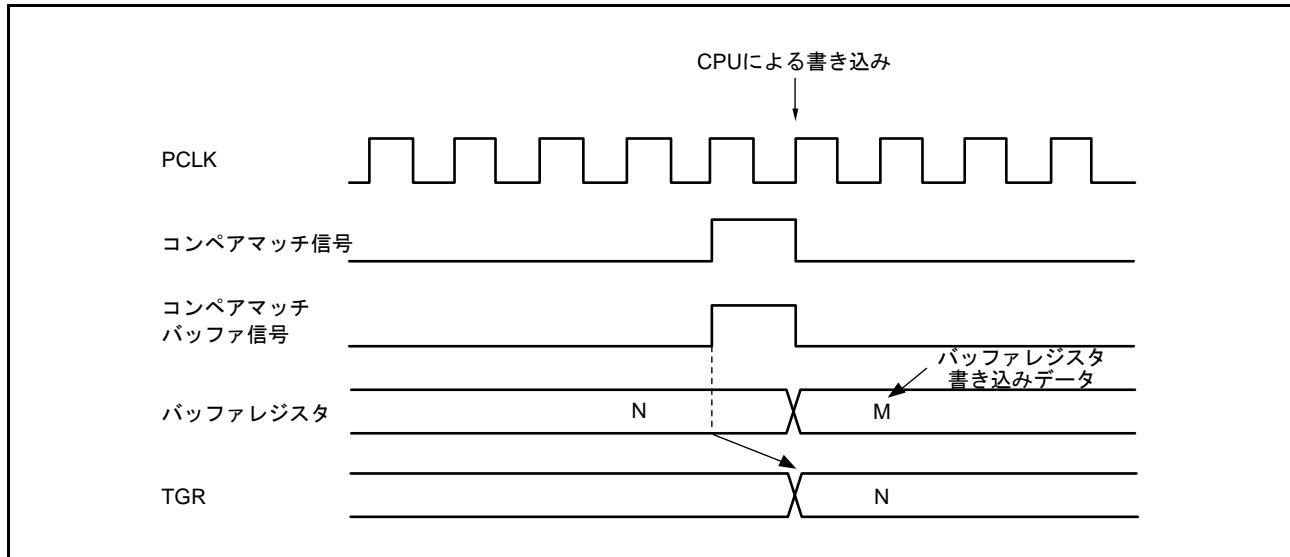 CPUによる書き込み
PCLK
コンペアマッチ信号
コンペアマッチ
バッファ信号
バッファレジスタ
書き込みデータ
バッファレジスタ
N
M
TGR
N